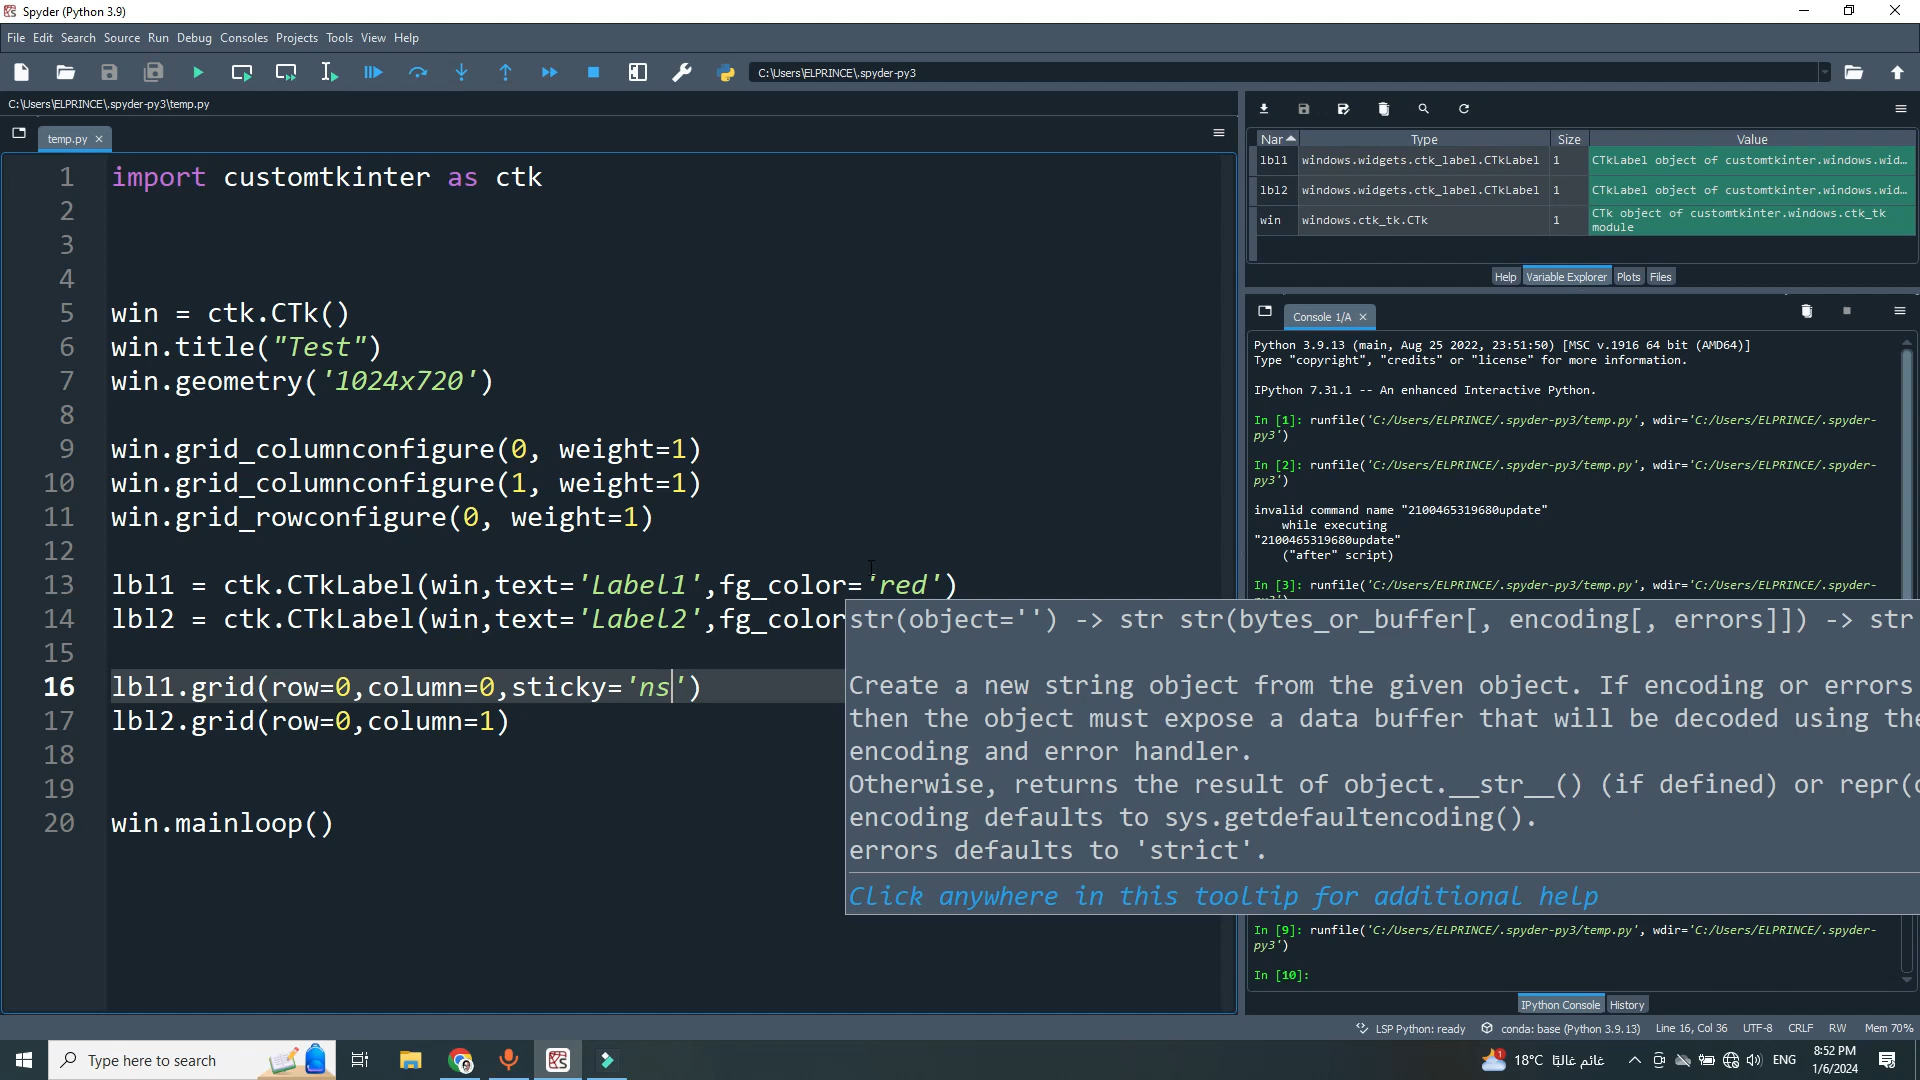 Spyder (Python 3.9)
File Edit Search Source Run Debug Consoles Projects Tools View Help
C:\Users\ELPRINCE\.spyder-py3
C:\Users\ELPRINCE\.spyder-py3\temp.py
temp.py
1 import customtkinter as ctk
2
3
4
5 win = ctk.CTk()
6 win.title("Test")
7 win.geometry('1024x720')
8
9 win.grid_columnconfigure(0, weight=1)
10 win.grid_columnconfigure(1, weight=1)
11 win.grid_rowconfigure(0, weight=1)
12
13 lbl1 = ctk.CTkLabel(win,text='Label1',fg_color='red')
14 lbl2 = ctk.CTkLabel(win,text='Label2',fg_color
15
16 lbl1.grid(row=0,column=0,sticky='ns')
17 lbl2.grid(row=0,column=1)
18
19
20 win.mainloop()
str(object='') -> str str(bytes_or_buffer[, encoding[, errors]]) -> str
Create a new string object from the given object. If encoding or errors
then the object must expose a data buffer that will be decoded using the
encoding and error handler.
Otherwise, returns the result of object.__str__() (if defined) or repr(
encoding defaults to sys.getdefaultencoding().
errors defaults to 'strict'.
Click anywhere in this tooltip for additional help
Nar Type Size Value
lbl1 windows.widgets.ctk_label.CTkLabel 1 CTkLabel object of customtkinter.windows.wid…
lbl2 windows.widgets.ctk_label.CTkLabel 1 CTkLabel object of customtkinter.windows.wid…
win windows.ctk_tk.CTk 1 CTk object of customtkinter.windows.ctk_tk
module
Help Variable Explorer Plots Files
Console 1/A
Python 3.9.13 (main, Aug 25 2022, 23:51:50) [MSC v.1916 64 bit (AMD64)]
Type "copyright", "credits" or "license" for more information.
IPython 7.31.1 -- An enhanced Interactive Python.
In [1]: runfile('C:/Users/ELPRINCE/.spyder-py3/temp.py', wdir='C:/Users/ELPRINCE/.spyder-
py3')
In [2]: runfile('C:/Users/ELPRINCE/.spyder-py3/temp.py', wdir='C:/Users/ELPRINCE/.spyder-
py3')
invalid command name "2100465319680update"
while executing
"2100465319680update"
("after" script)
In [3]: runfile('C:/Users/ELPRINCE/.spyder-py3/temp.py', wdir='C:/Users/ELPRINCE/.spyder-
In [9]: runfile('C:/Users/ELPRINCE/.spyder-py3/temp.py', wdir='C:/Users/ELPRINCE/.spyder-
py3')
In [10]:
IPython Console History
LSP Python: ready conda: base (Python 3.9.13) Line 16, Col 36 UTF-8 CRLF RW Mem 70%
Type here to search
1 18°C غائم غالبًا ENG 8:52 PM
1/6/2024